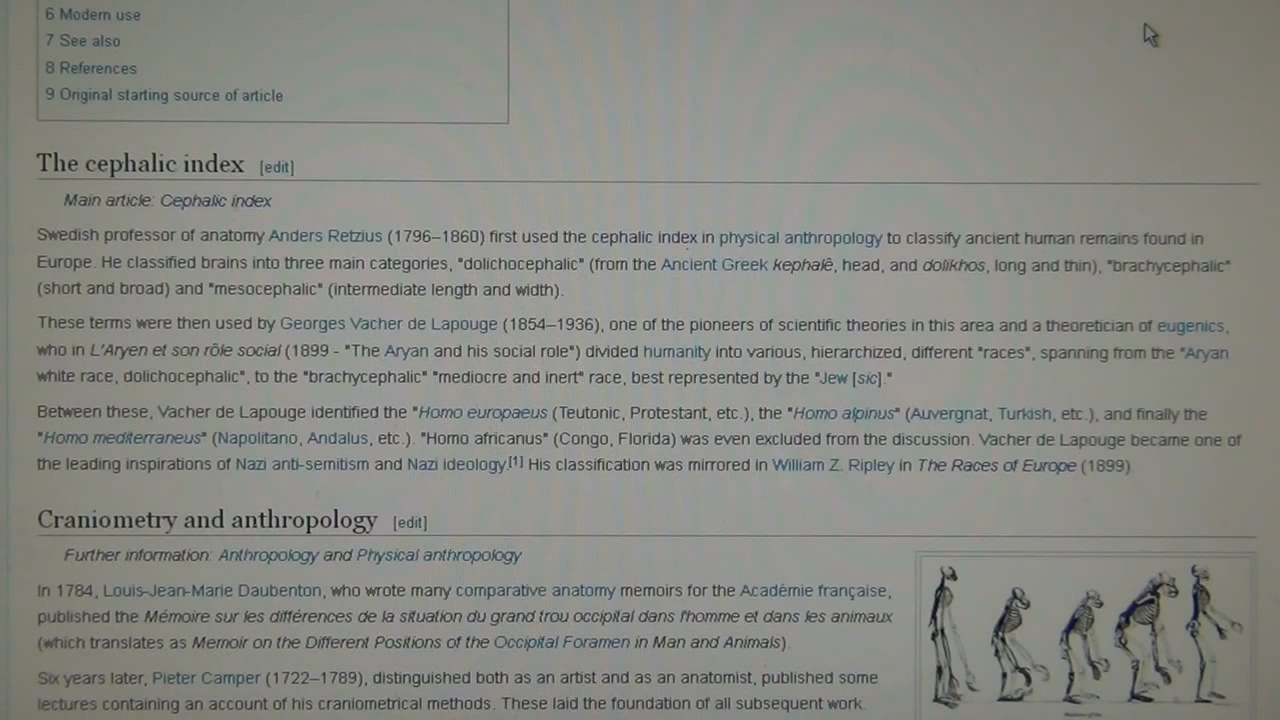 6 Modern use
7 See also
8 References
9 Original starting source of article
The cephalic index [edit]
Main article: Cephalic index
Swedish professor of anatomy Anders Retzius (1796–1860) first used the cephalic index in physical anthropology to classify ancient human remains found in
Europe. He classified brains into three main categories, "dolichocephalic" (from the Ancient Greek kephalê, head, and dolikhos, long and thin), "brachycephalic"
(short and broad) and "mesocephalic" (intermediate length and width).
These terms were then used by Georges Vacher de Lapouge (1854–1936), one of the pioneers of scientific theories in this area and a theoretician of eugenics,
who in L'Aryen et son rôle social (1899 - "The Aryan and his social role") divided humanity into various, hierarchized, different "races", spanning from the "Aryan
white race, dolichocephalic", to the "brachycephalic" "mediocre and inert" race, best represented by the "Jew [sic]."
Between these, Vacher de Lapouge identified the "Homo europaeus (Teutonic, Protestant, etc.), the "Homo alpinus" (Auvergnat, Turkish, etc.), and finally the
"Homo mediterraneus" (Napolitano, Andalus, etc.). "Homo africanus" (Congo, Florida) was even excluded from the discussion. Vacher de Lapouge became one of
the leading inspirations of Nazi anti-semitism and Nazi ideology.[1] His classification was mirrored in William Z. Ripley in The Races of Europe (1899).
Craniometry and anthropology [edit]
Further information: Anthropology and Physical anthropology
In 1784, Louis-Jean-Marie Daubenton, who wrote many comparative anatomy memoirs for the Académie française,
published the Mémoire sur les différences de la situation du grand trou occipital dans l'homme et dans les animaux
(which translates as Memoir on the Different Positions of the Occipital Foramen in Man and Animals).
Six years later, Pieter Camper (1722–1789), distinguished both as an artist and as an anatomist, published some
lectures containing an account of his craniometrical methods. These laid the foundation of all subsequent work.